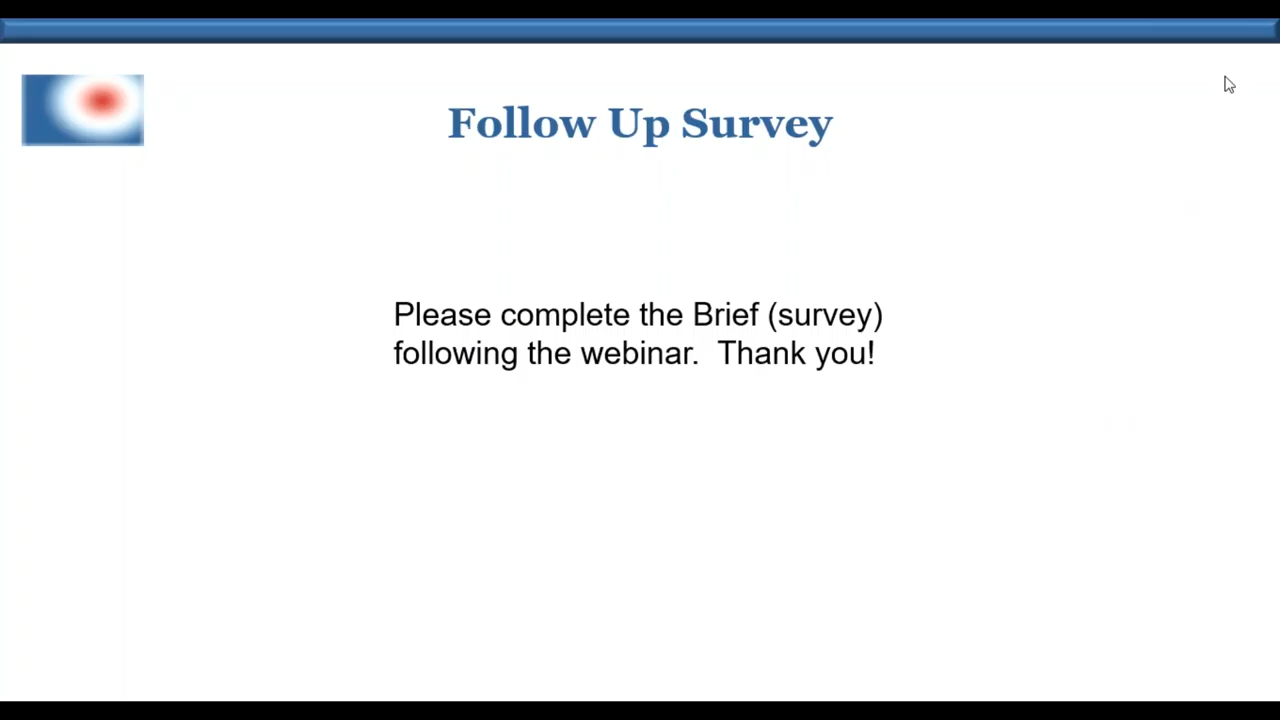 Follow Up Survey
Please complete the Brief (survey)
following the webinar.  Thank you!